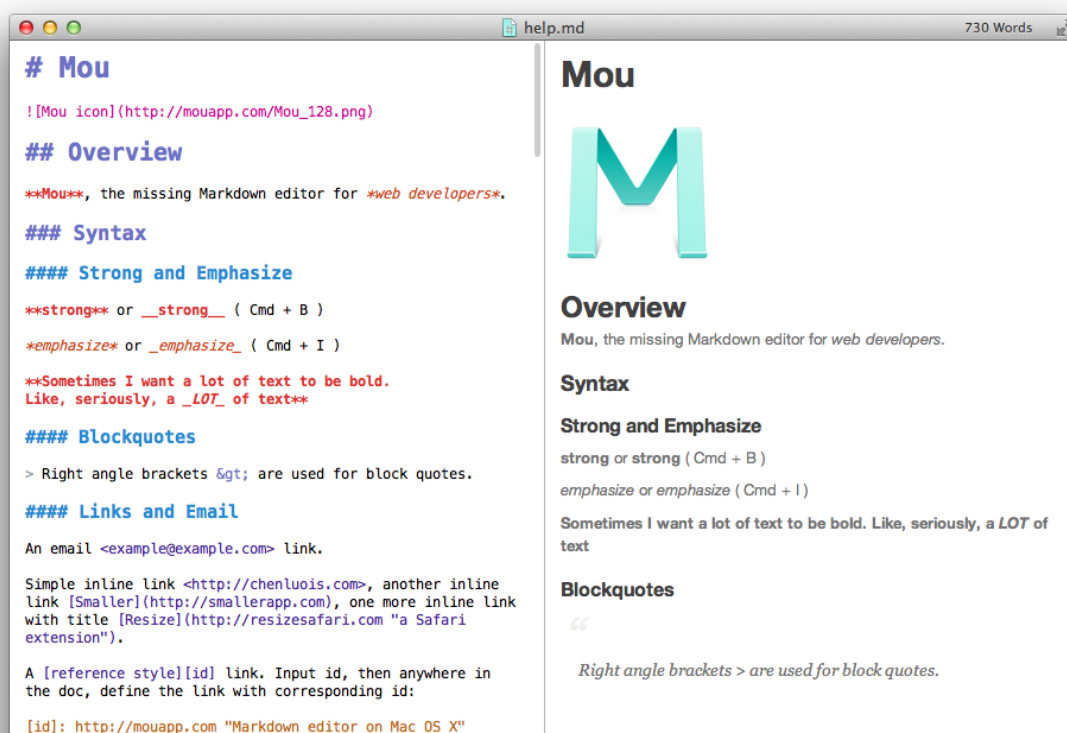 help.md
730 Words
# Mou
![Mou icon](http://mouapp.com/Mou_128.png)
## Overview
**Mou**, the missing Markdown editor for *web developers*.
### Syntax
#### Strong and Emphasize
**strong** or __strong__ ( Cmd + B )
*emphasize* or _emphasize_ ( Cmd + I )
**Sometimes I want a lot of text to be bold.
Like, seriously, a _LOT_ of text**
#### Blockquotes
> Right angle brackets &gt; are used for block quotes.
#### Links and Email
An email <example@example.com> link.
Simple inline link <http://chenluois.com>, another inline
link [Smaller](http://smallerapp.com), one more inline link
with title [Resize](http://resizesafari.com "a Safari
extension").
A [reference style][id] link. Input id, then anywhere in
the doc, define the link with corresponding id:
[id]: http://mouapp.com "Markdown editor on Mac OS X"
Mou
M
Overview
Mou, the missing Markdown editor for web developers.
Syntax
Strong and Emphasize
strong or strong ( Cmd + B )
emphasize or emphasize ( Cmd + I )
Sometimes I want a lot of text to be bold. Like, seriously, a LOT of
text
Blockquotes
“
Right angle brackets > are used for block quotes.